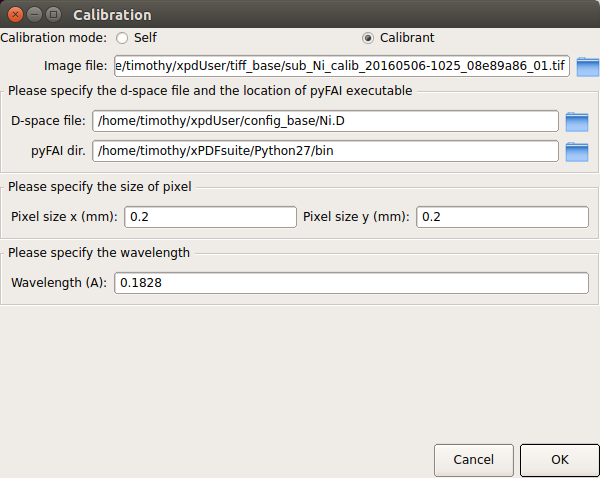 Calibration
Calibration mode: Self Calibrant
Image file: e/timothy/xpdUser/tiff_base/sub_Ni_calib_20160506-1025_08e89a86_01.tif
Please specify the d-space file and the location of pyFAI executable
D-space file: /home/timothy/xpdUser/config_base/Ni.D
pyFAI dir. /home/timothy/xPDFsuite/Python27/bin
Please specify the size of pixel
Pixel size x (mm): 0.2 Pixel size y (mm): 0.2
Please specify the wavelength
Wavelength (A): 0.1828
Cancel OK